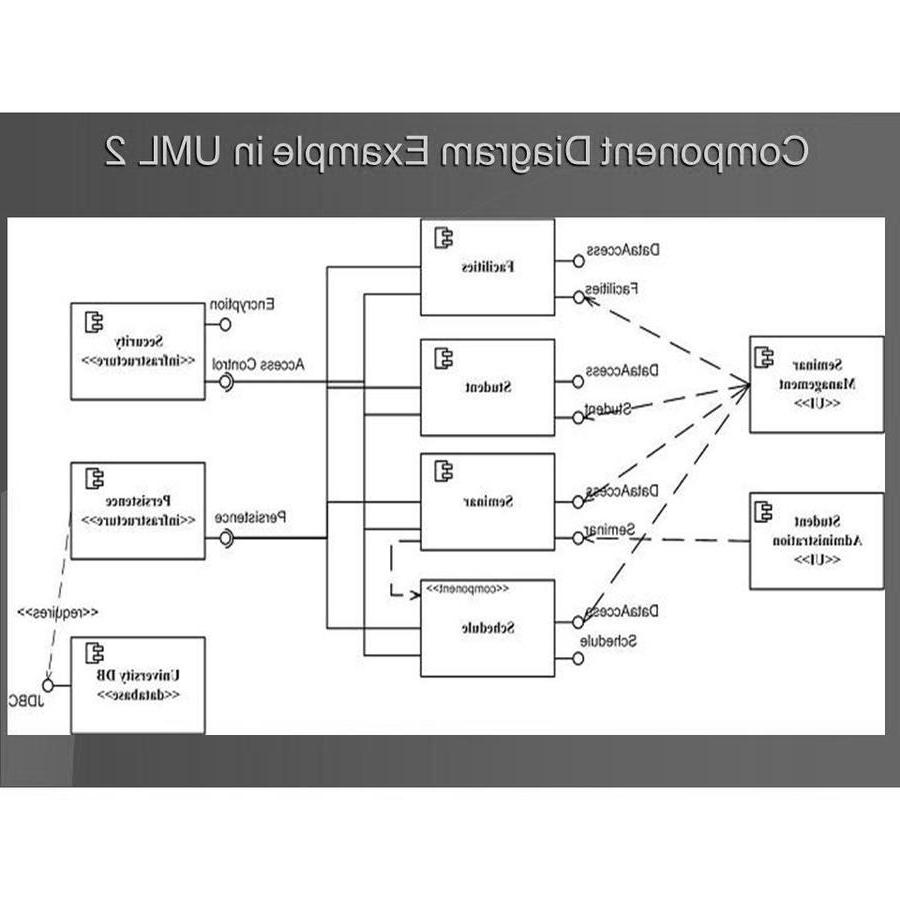 Component Diagram Example in UML 2
Seminar
Management
<<UI>>
Student
Administration
<<UI>>
DataAccess
Facilities
Facilities
DataAccess
Student
Student
DataAccess
Seminar
Seminar
DataAccess
Schedule
<<component>>
Schedule
Encryption
Access Control
Security
<<infrastructure>>
Persistence
Persistence
<<infrastructure>>
<<requires>>
JDBC
University DB
<<database>>